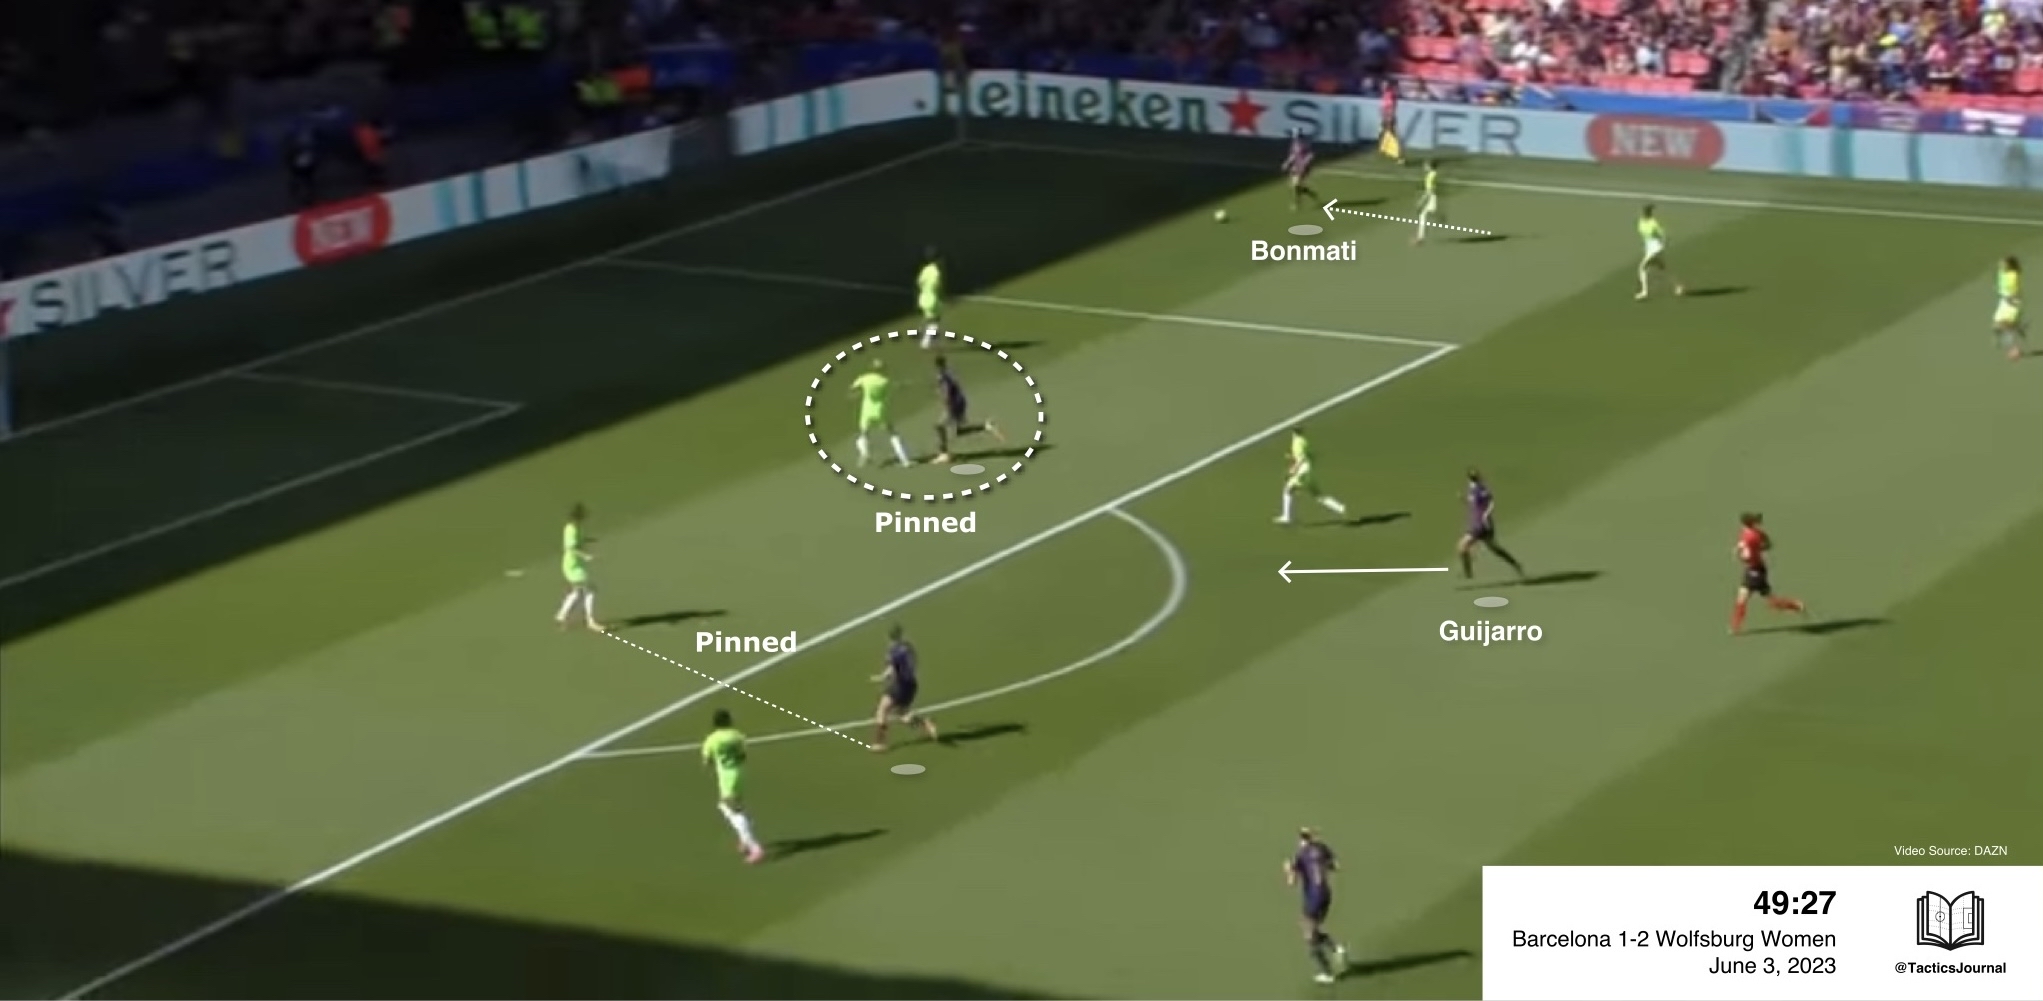 Heineken SILVER NEW
SILVER NEW
Bonmati
Pinned
Guijarro
Pinned
Video Source: DAZN
49:27
Barcelona 1-2 Wolfsburg Women
June 3, 2023
@TacticsJournal